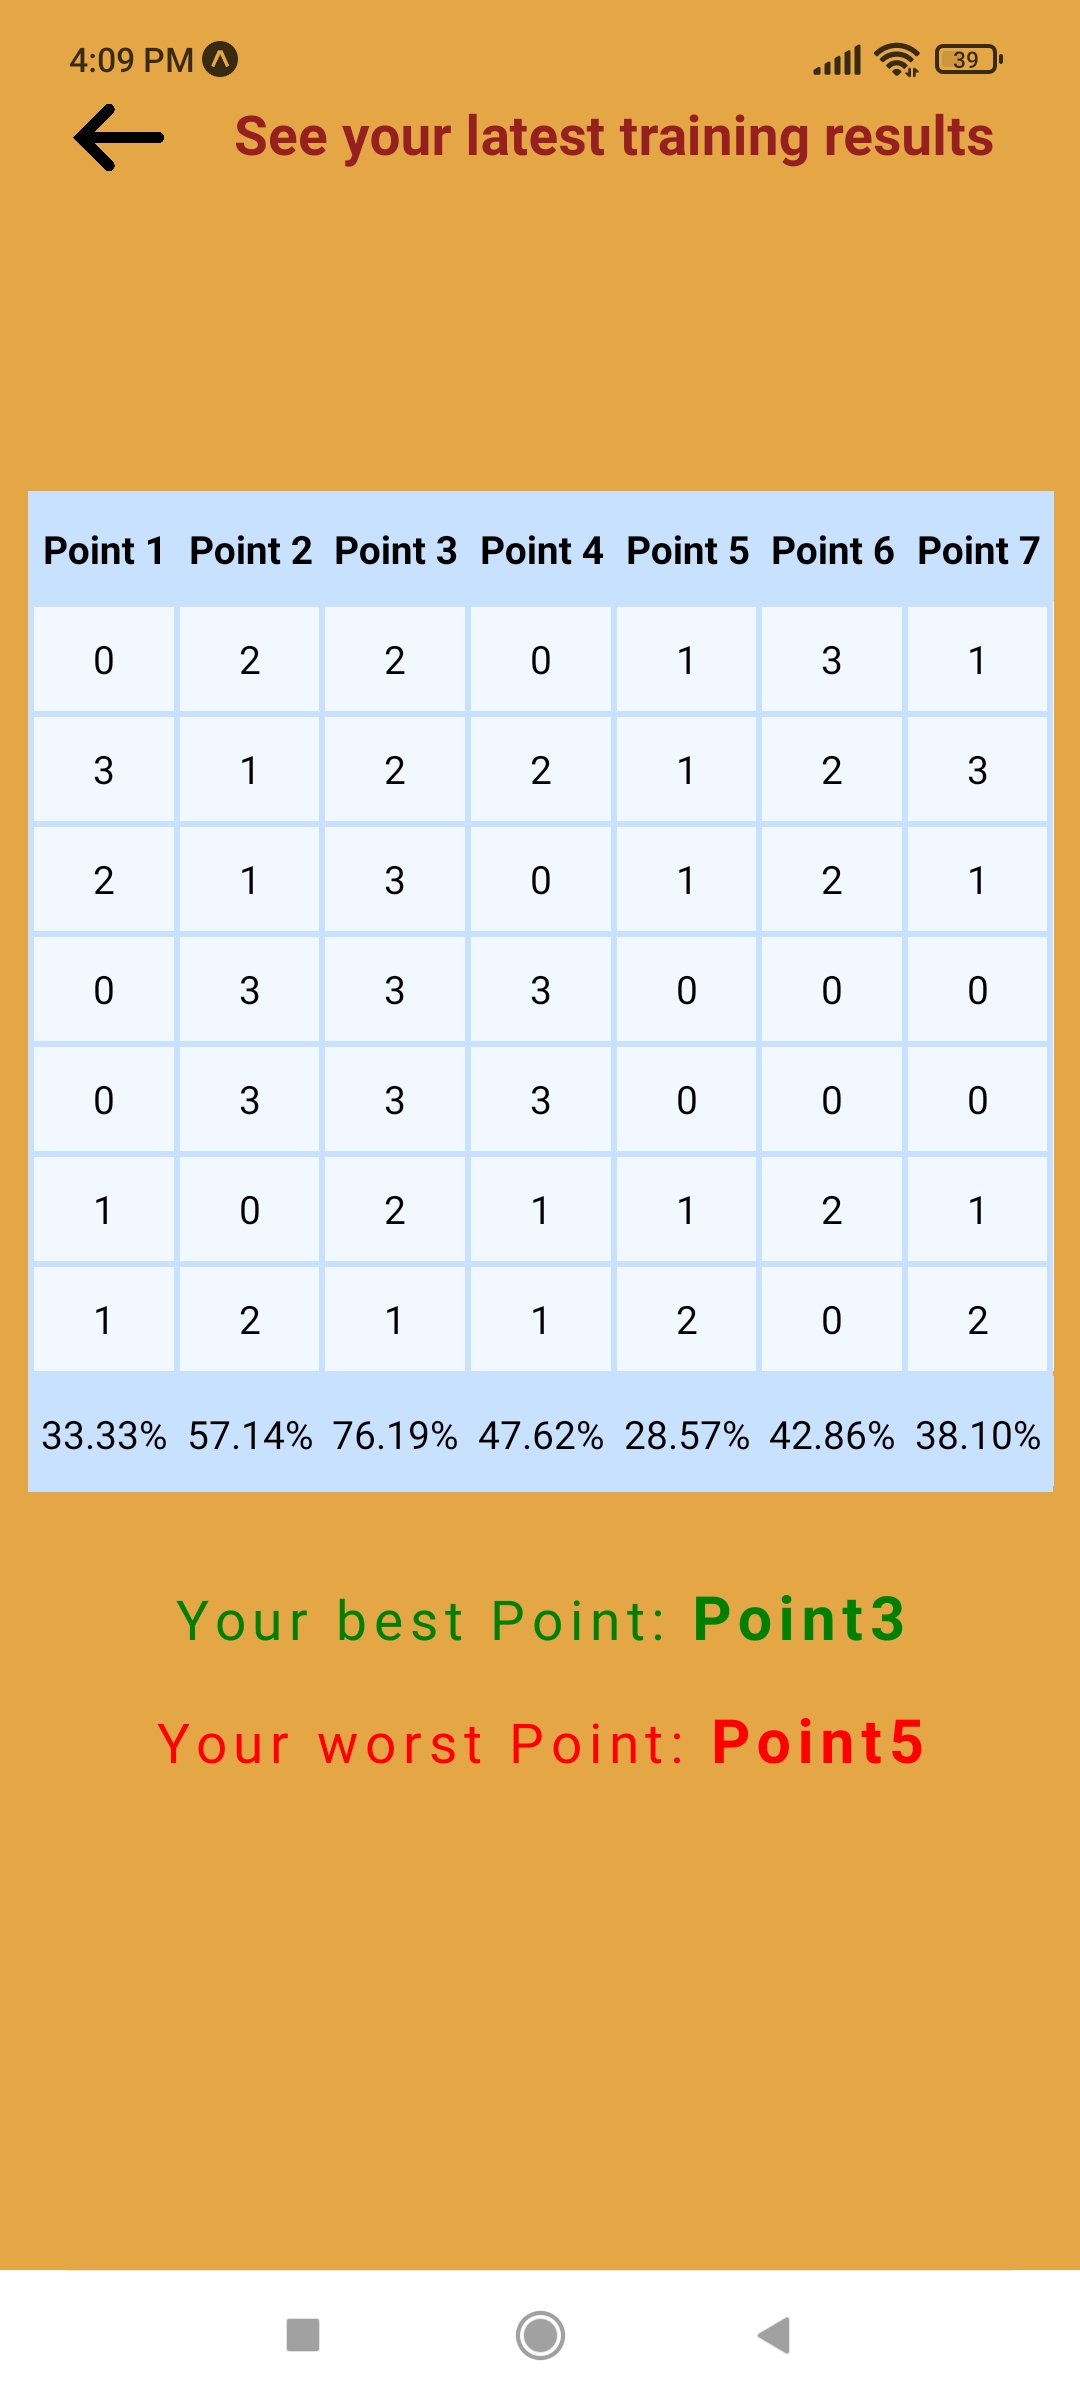 4:09 PM 39
See your latest training results
Point 1 Point 2 Point 3 Point 4 Point 5 Point 6 Point 7
0 2 2 0 1 3 1
3 1 2 2 1 2 3
2 1 3 0 1 2 1
0 3 3 3 0 0 0
0 3 3 3 0 0 0
1 0 2 1 1 2 1
1 2 1 1 2 0 2
33.33% 57.14% 76.19% 47.62% 28.57% 42.86% 38.10%
Your best Point: Point3
Your worst Point: Point5